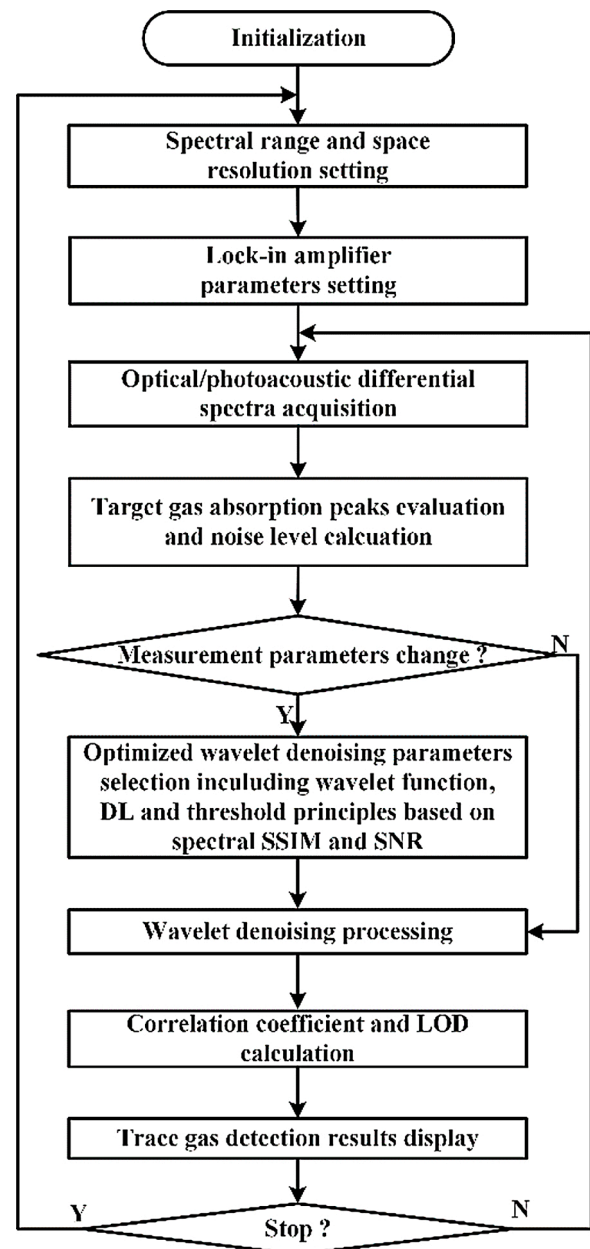 Initialization
Spectral range and space
resolution setting
Lock-in amplifier
parameters setting
Optical/photoacoustic differential
spectra acquisition
Target gas absorption peaks evaluation
and noise level calcuation
Measurement parameters change ?
N
Y
Optimized wavelet denoising parameters
selection inculuding wavelet function,
DL and threshold principles based on
spectral SSIM and SNR
Wavelet denoising processing
Correlation coefficient and LOD
calculation
Trace gas detection results display
Y
Stop ?
N